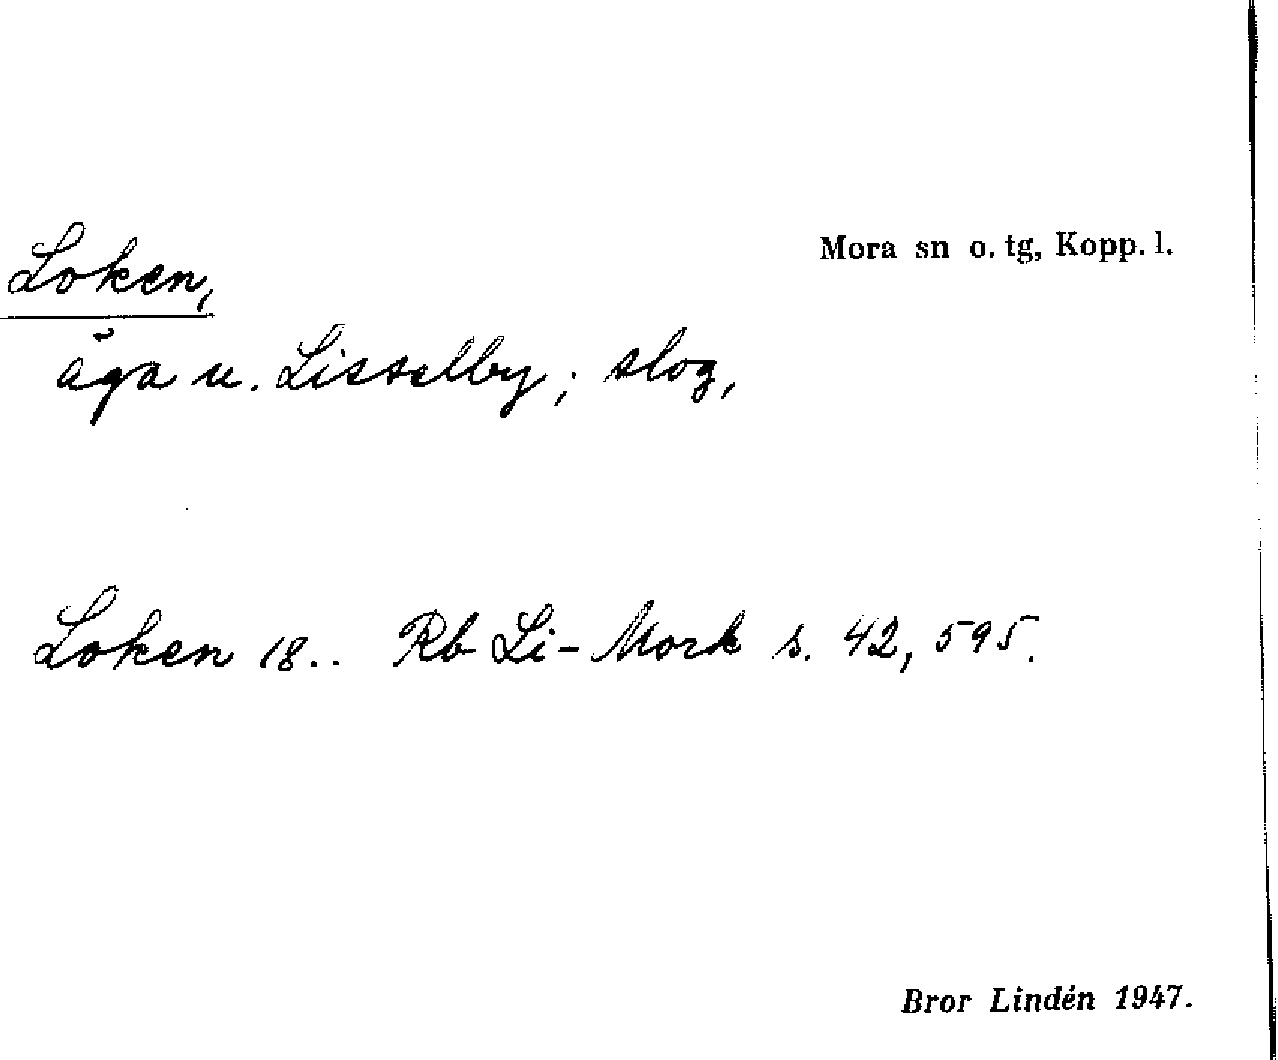 Mora sn o. tg, Kopp. l.
Loken,
äga u. Lisselby; slog,
Loken 18.. Rb Li-Mork s. 42, 595.
Bror Lindén 1947.